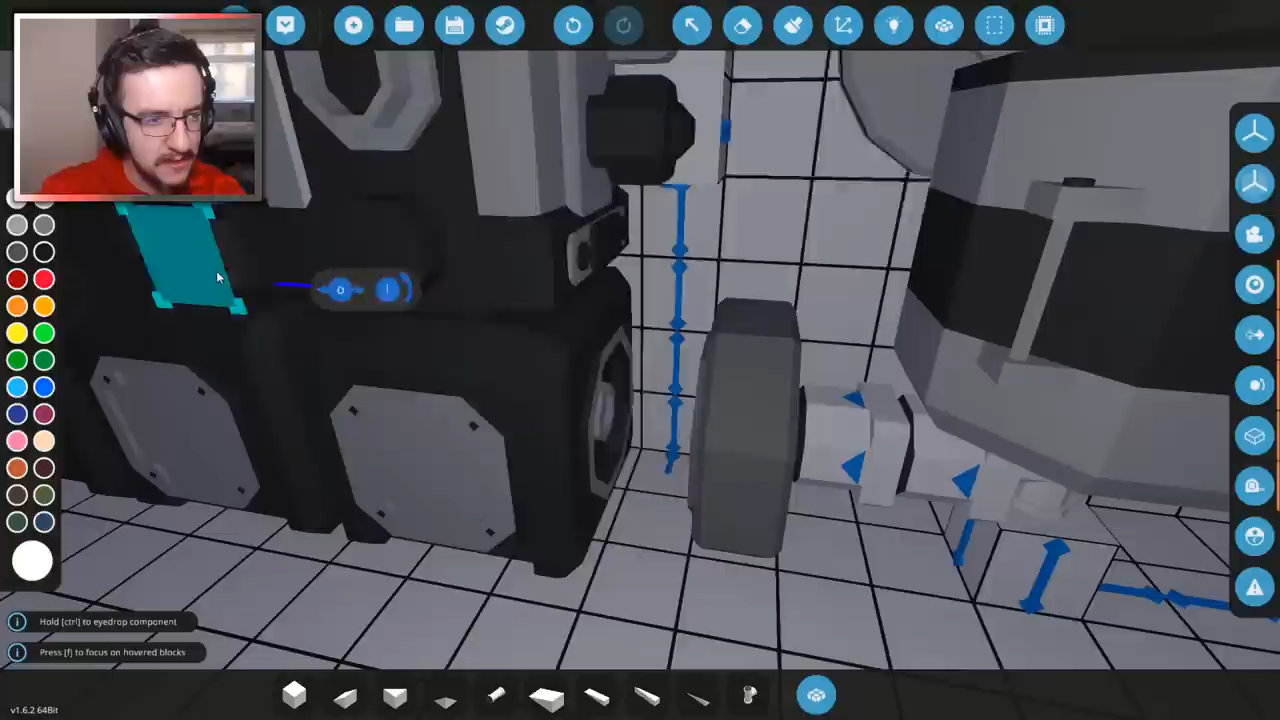 Hold [ctrl] to eyedrop component
Press [f] to focus on hovered blocks
v1.6.2 64Bit